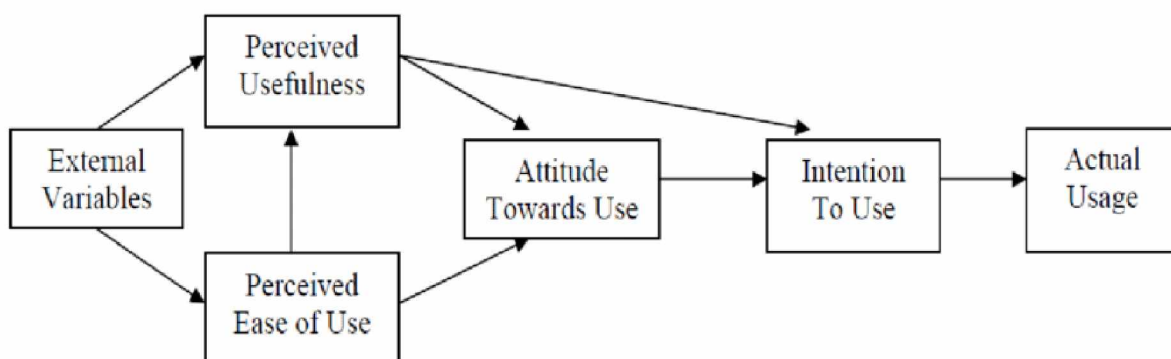 Perceived
Usefulness
External
Variables
Perceived
Ease of Use
Attitude
Towards Use
Intention
To Use
Actual
Usage